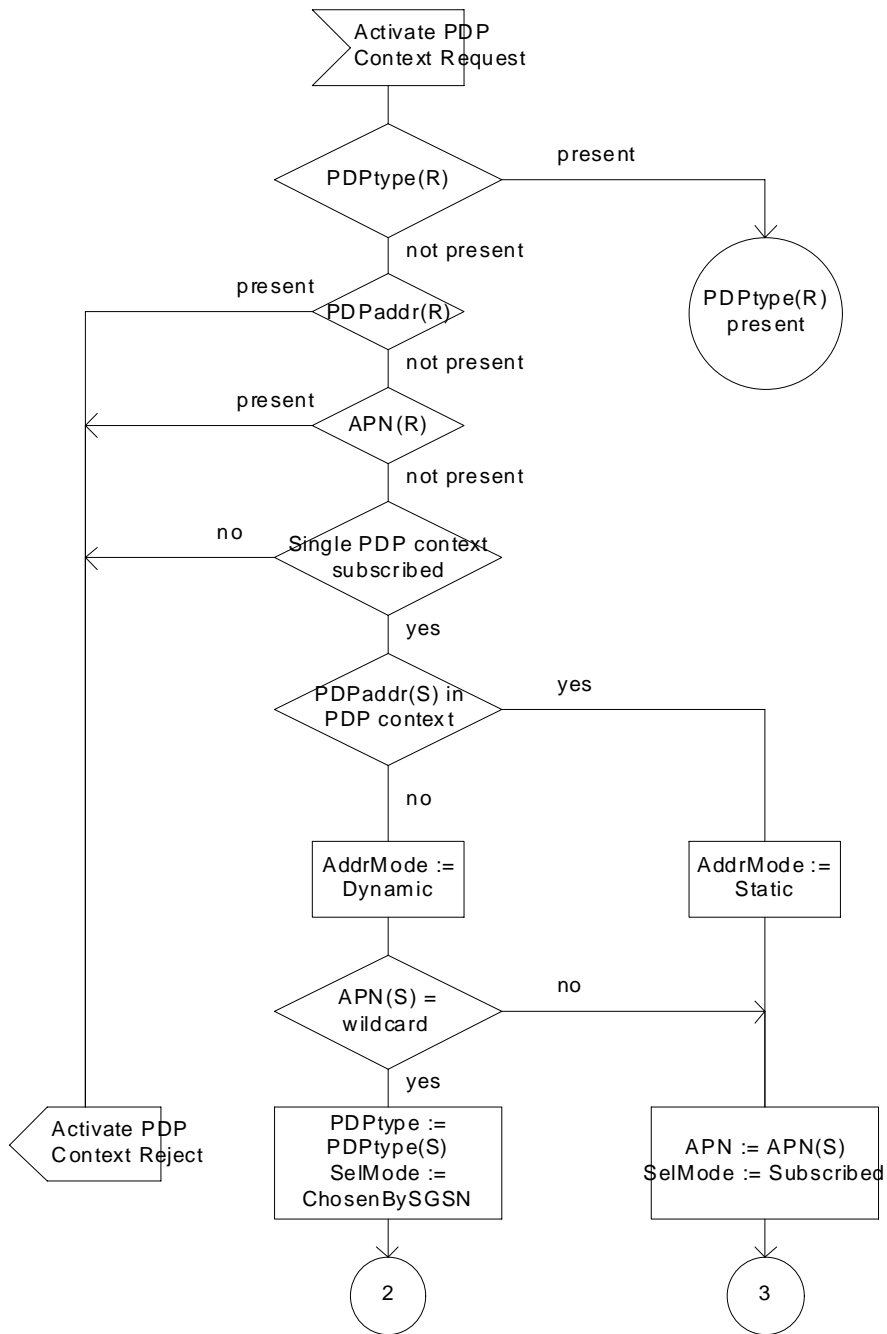 Activate PDP
Context Request
PDPtype(R)
present
not present
PDPtype(R)
present
present
PDPaddr(R)
not present
present
APN(R)
not present
no
Single PDP context
subscribed
yes
PDPaddr(S) in
PDP context
yes
no
AddrMode :=
Dynamic
AddrMode :=
Static
APN(S) =
wildcard
no
yes
Activate PDP
Context Reject
PDPtype :=
PDPtype(S)
SelMode :=
ChosenBySGSN
APN := APN(S)
SelMode := Subscribed
2
3